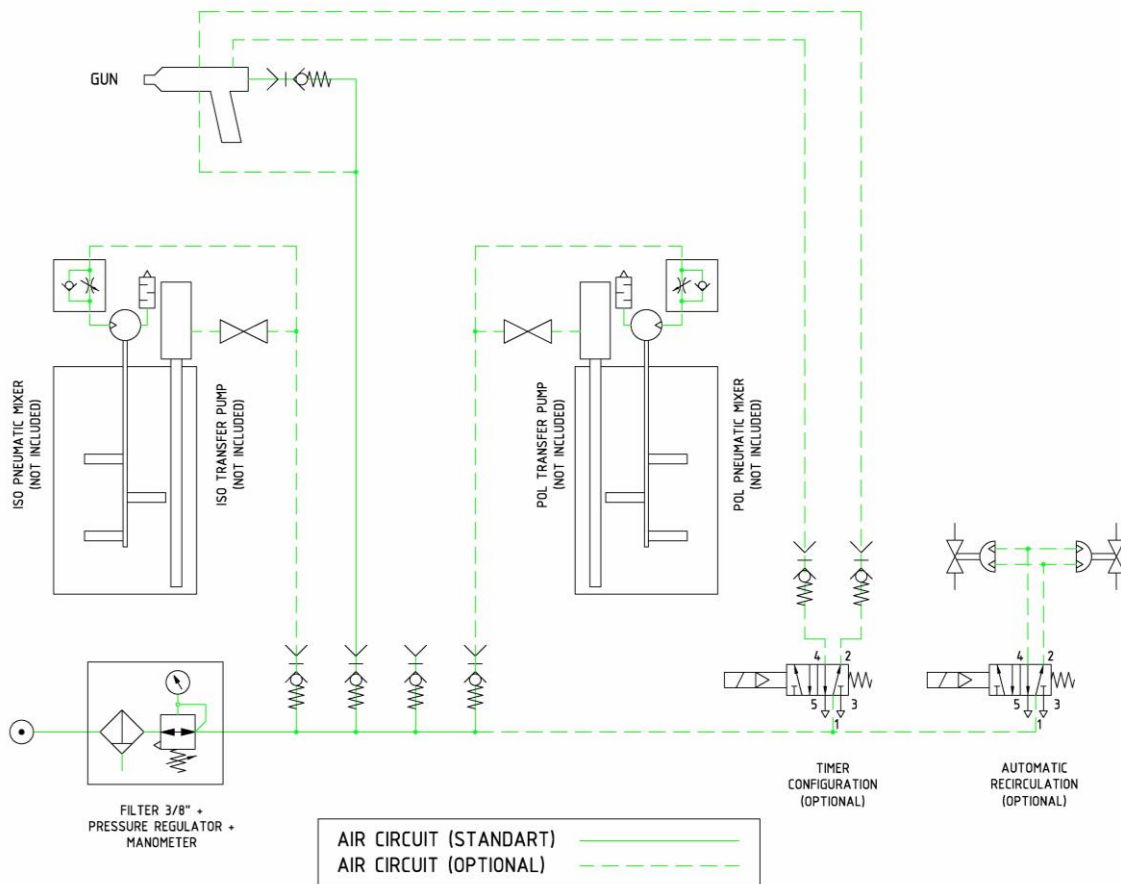 GUN
ISO PNEUMATIC MIXER
(NOT INCLUDED)
ISO TRANSFER PUMP
(NOT INCLUDED)
POL TRANSFER PUMP
(NOT INCLUDED)
POL PNEUMATIC MIXER
(NOT INCLUDED)
4 2
5 3
1
4 2
5 3
1
TIMER
CONFIGURATION
(OPTIONAL)
AUTOMATIC
RECIRCULATION
(OPTIONAL)
FILTER 3/8" +
PRESSURE REGULATOR +
MANOMETER
AIR CIRCUIT (STANDART)
AIR CIRCUIT (OPTIONAL)